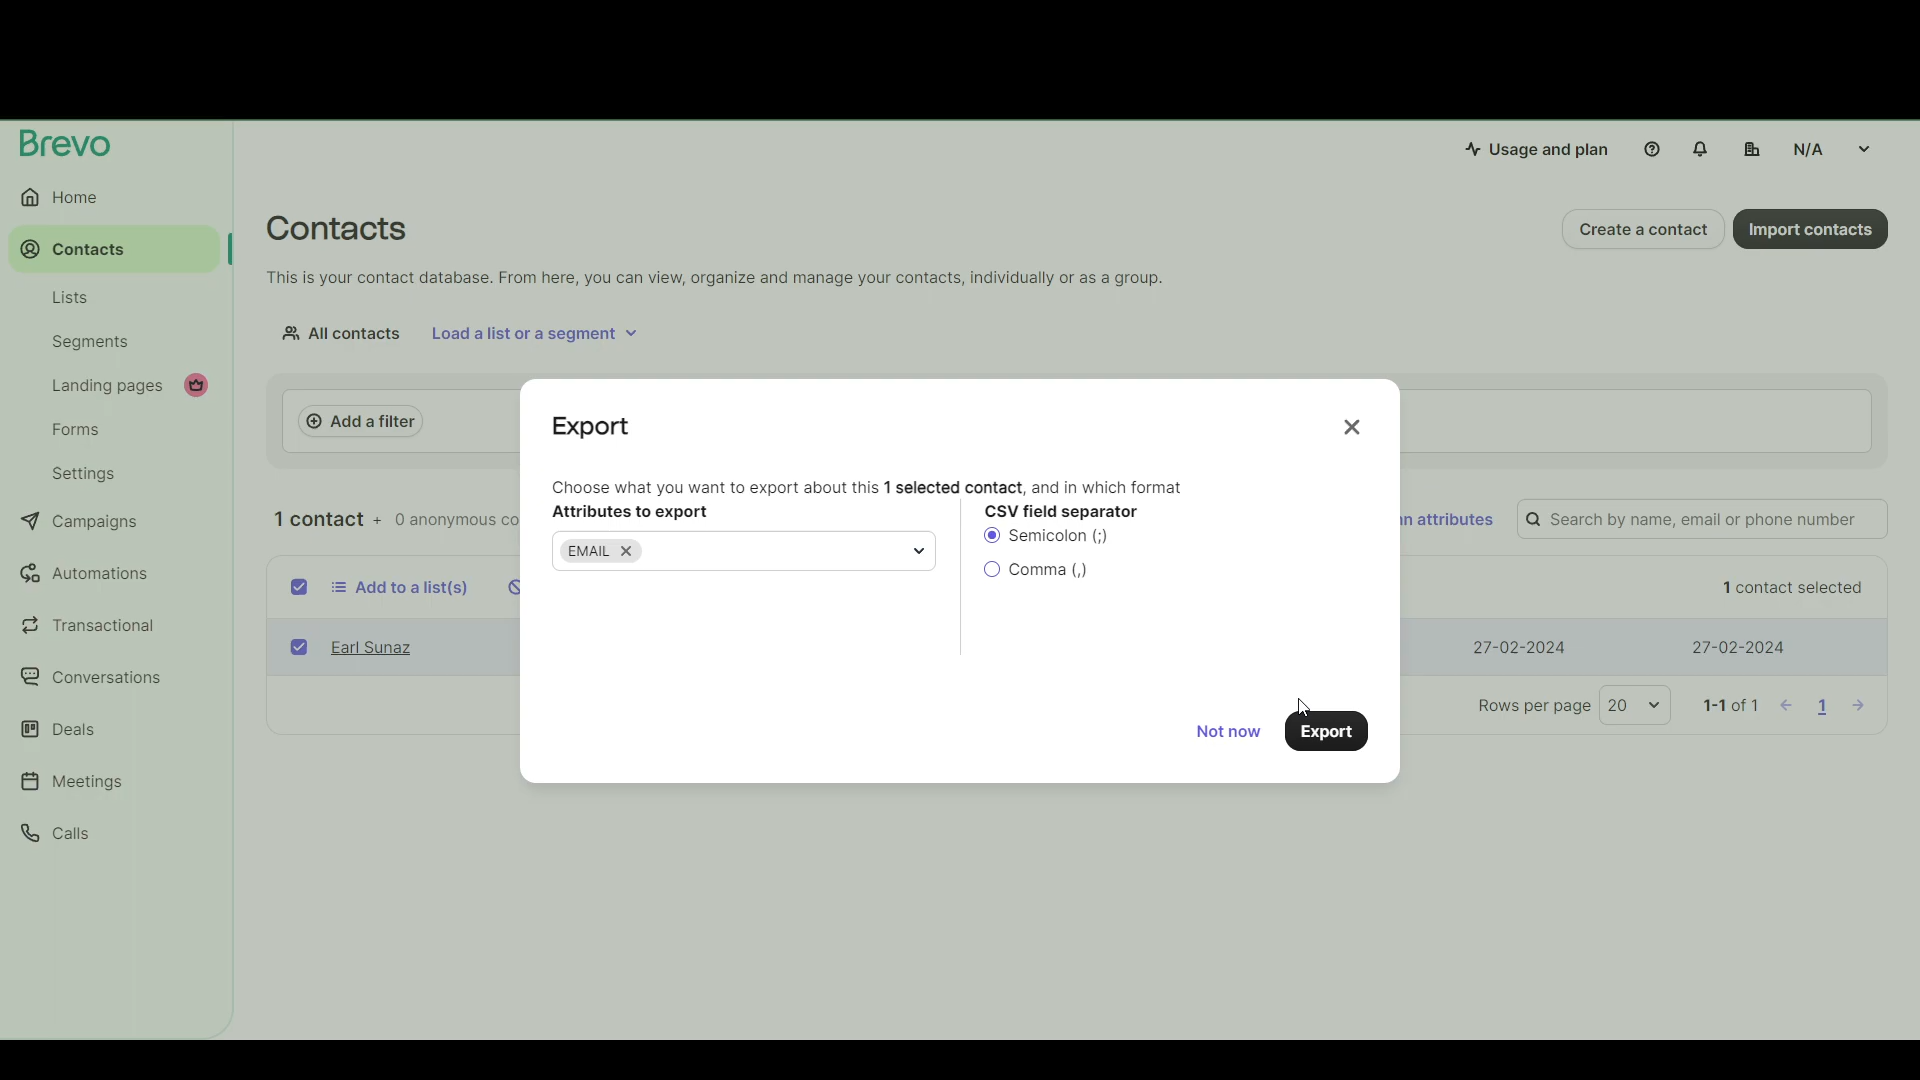 Brevo
Usage and plan
N/A
Home
Contacts
Lists
Segments
Landing pages
Forms
Settings
Campaigns
Automations
Transactional
Conversations
Deals
Meetings
Calls
Contacts
Create a contact
Import contacts
This is your contact database. From here, you can view, organize and manage your contacts, individually or as a group.
All contacts
Load a list or a segment
Add a filter
1 contact + 0 anonymous
attributes
Search by name, email or phone number
Add to a list(s)
1 contact selected
Earl Sunaz
27-02-2024
27-02-2024
Rows per page
20
1-1 of 1
1
Export
Choose what you want to export about this 1 selected contact, and in which format
Attributes to export
EMAIL
CSV field separator
Semicolon (;)
Comma (,)
Not now
Export